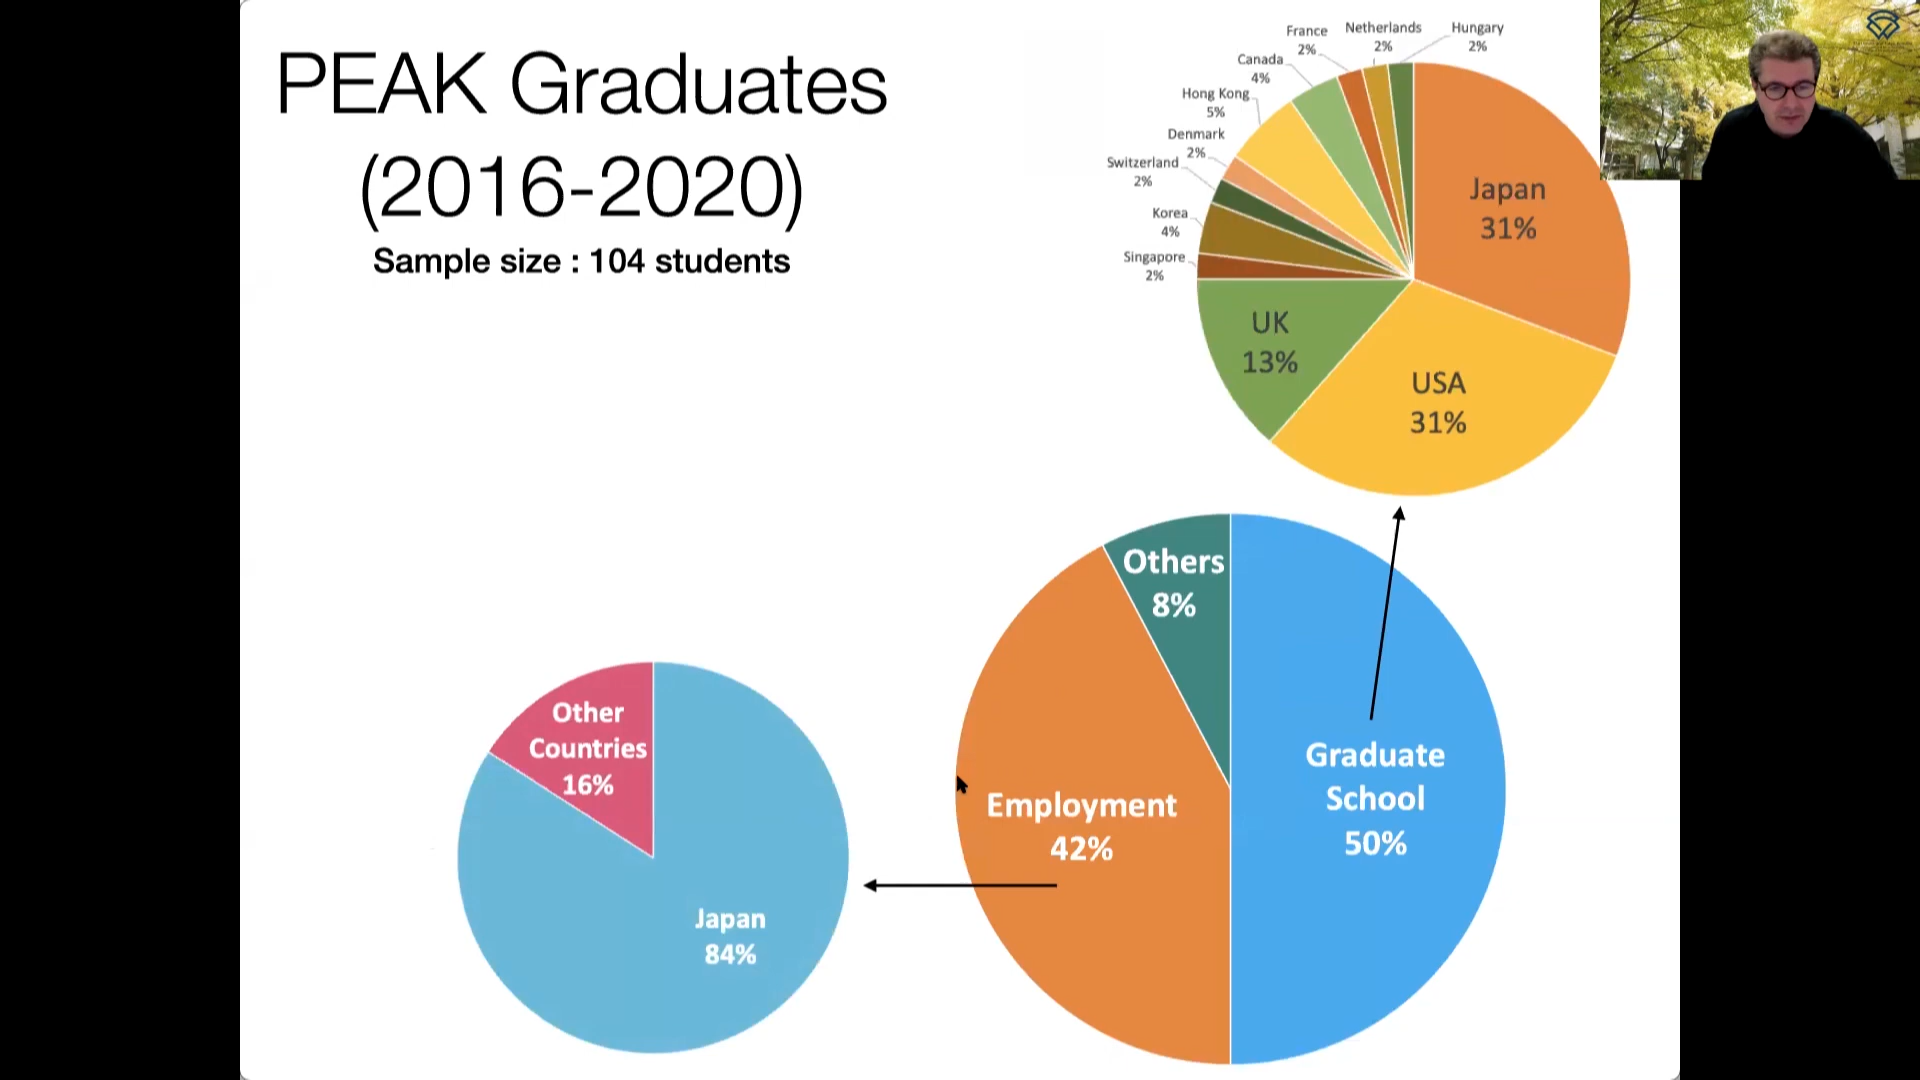 PEAK Graduates
(2016-2020)
Sample size : 104 students
France
2%
Netherlands
2%
Hungary
2%
Canada
4%
Hong Kong
5%
Denmark
2%
Switzerland
2%
Korea
4%
Singapore
2%
Japan
31%
UK
13%
USA
31%
Others
8%
Employment
42%
Graduate
School
50%
Other
Countries
16%
Japan
84%